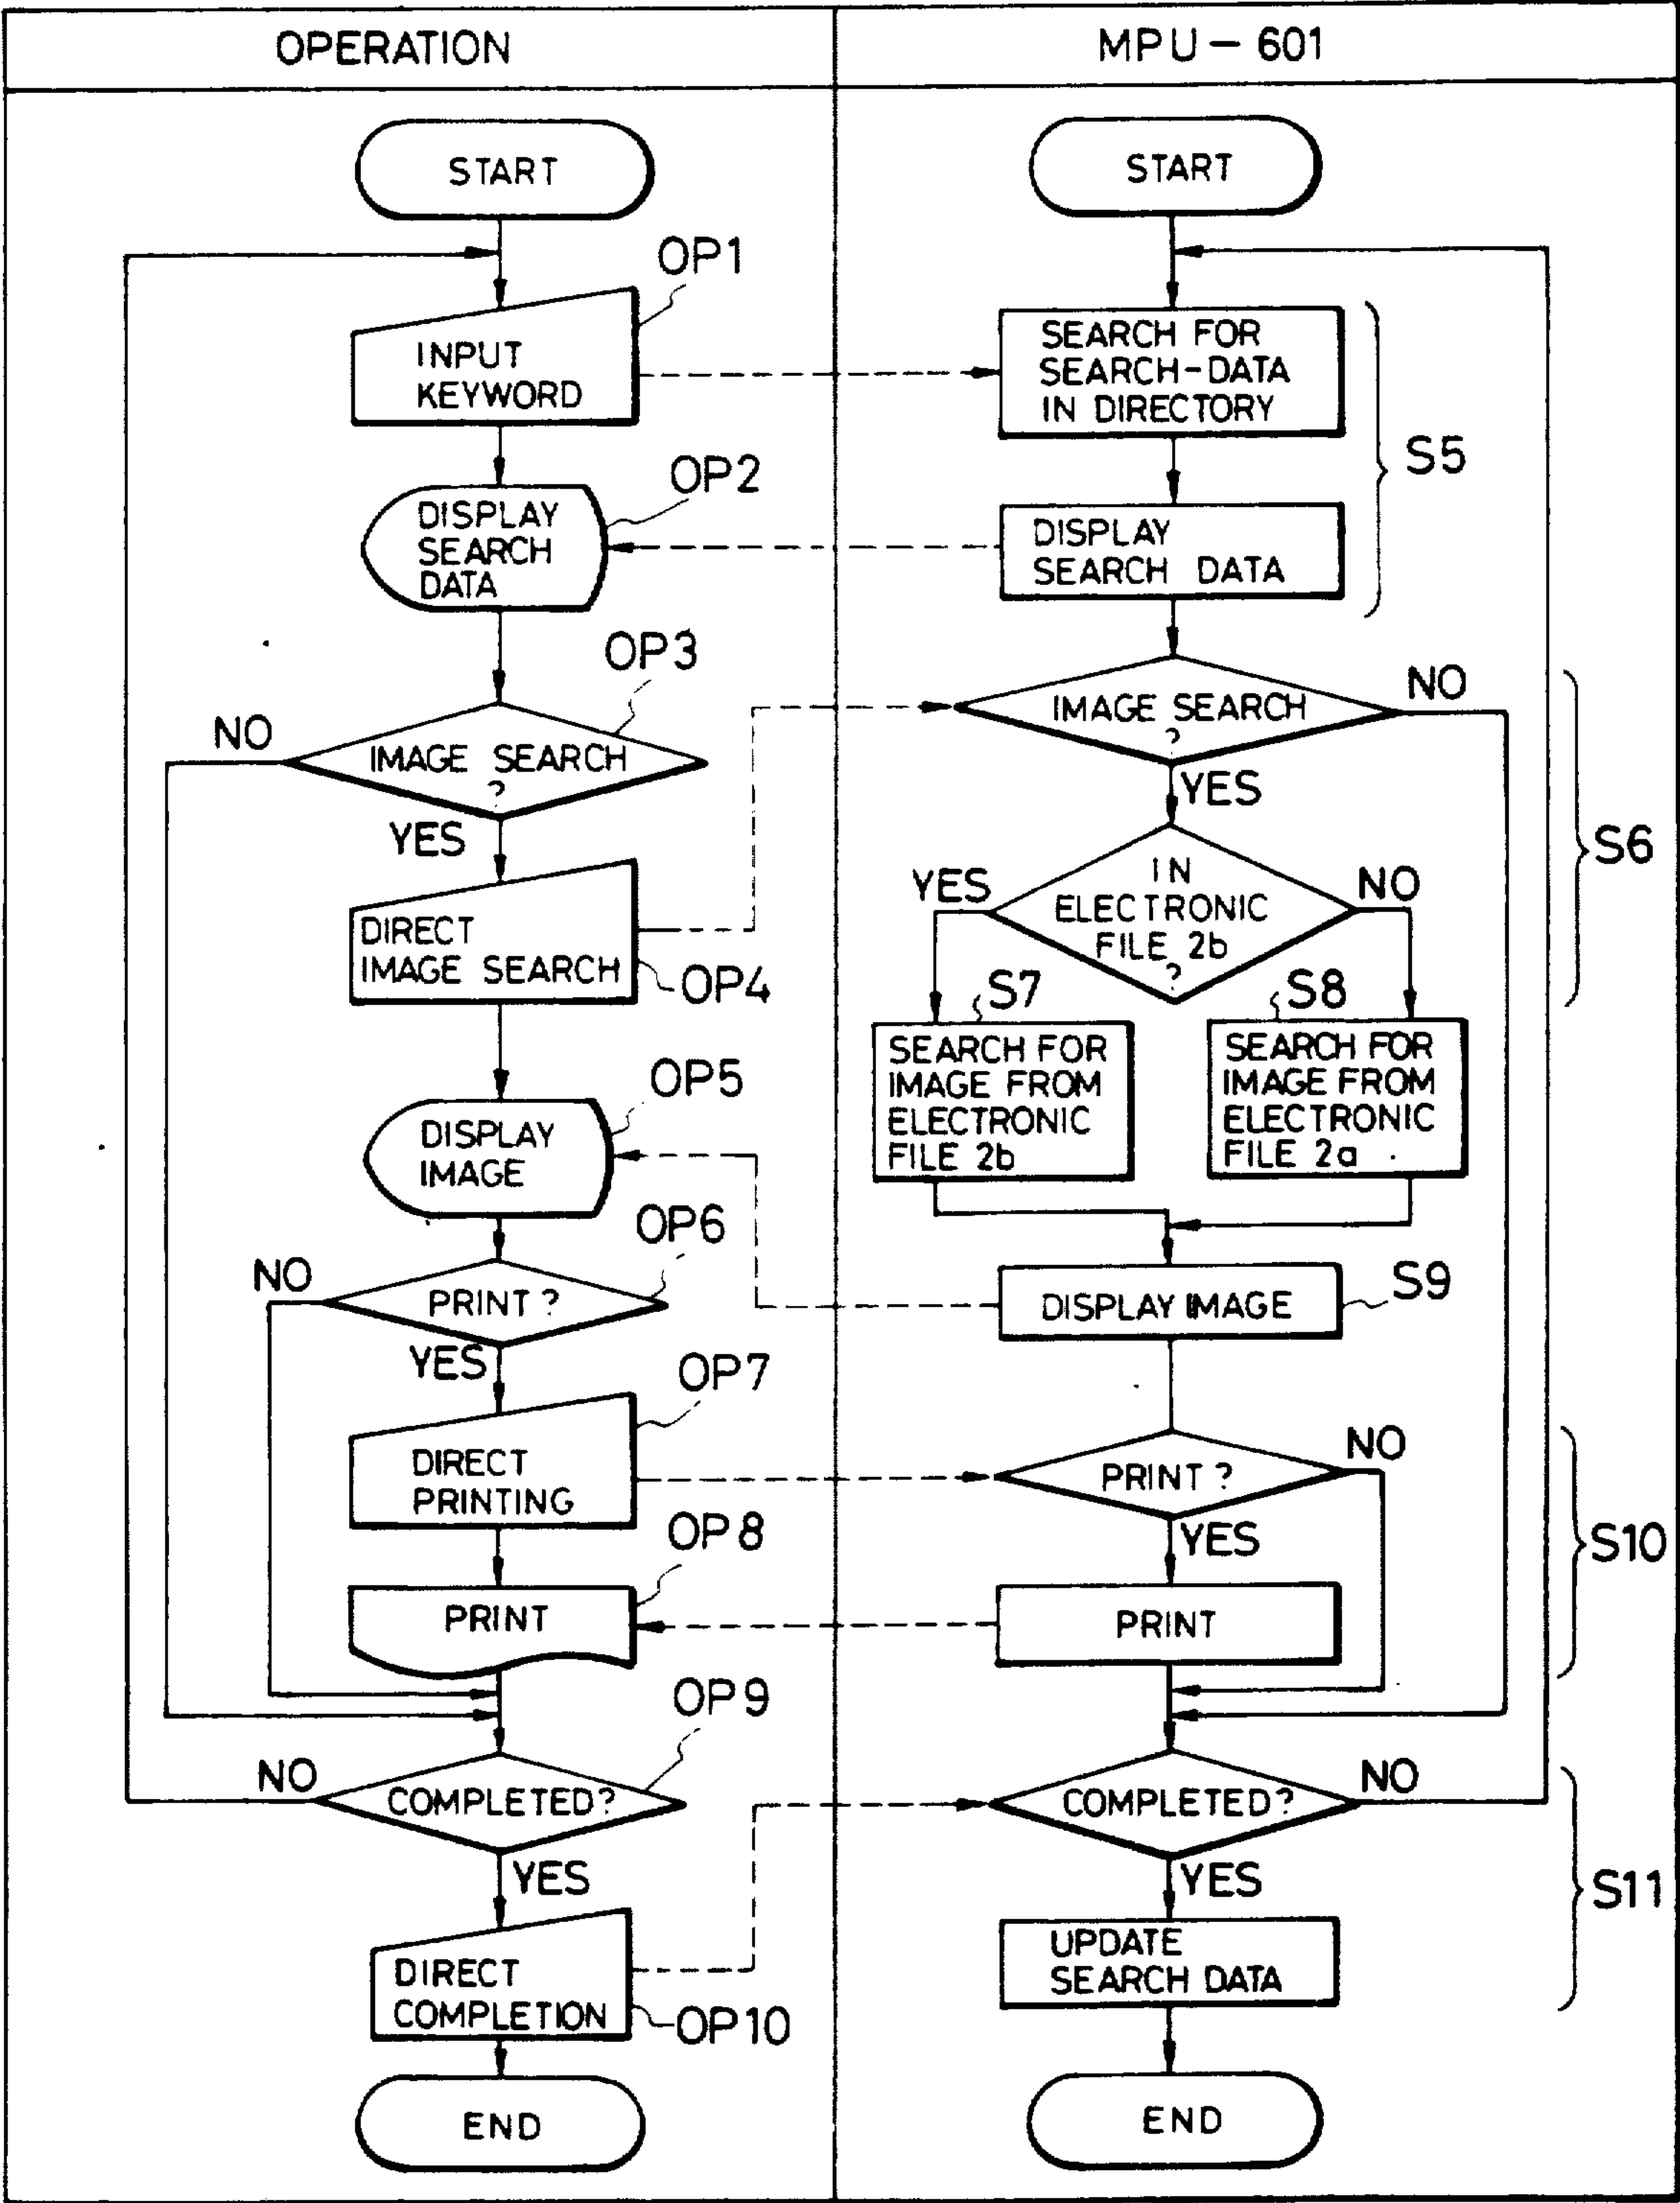 OPERATION
START
OP1
INPUT
KEYWORD
OP2
DISPLAY
SEARCH
DATA
OP3
NO
IMAGE SEARCH
?
YES
DIRECT
IMAGE SEARCH
OP4
OP5
DISPLAY
IMAGE
OP6
NO
PRINT ?
YES
OP7
DIRECT
PRINTING
OP8
PRINT
OP9
NO
COMPLETED?
YES
DIRECT
COMPLETION
OP10
END
MPU-601
START
SEARCH FOR
SEARCH-DATA
IN DIRECTORY
S5
DISPLAY
SEARCH DATA
NO
IMAGE SEARCH
?
YES
S6
YES
IN
ELECTRONIC
FILE 2b
?
NO
S7
SEARCH FOR
IMAGE FROM
ELECTRONIC
FILE 2b
S8
SEARCH FOR
IMAGE FROM
ELECTRONIC
FILE 2a
DISPLAY IMAGE
S9
NO
PRINT ?
YES
S10
PRINT
NO
COMPLETED?
YES
S11
UPDATE
SEARCH DATA
END